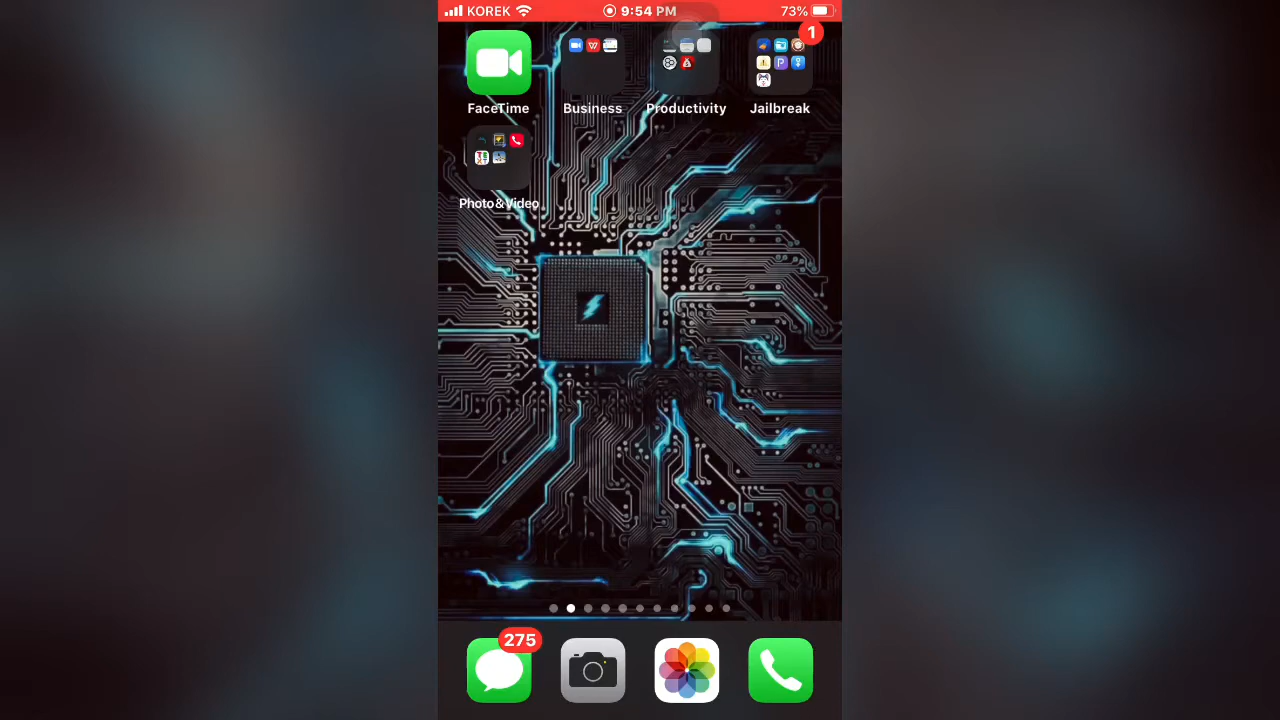 KOREK 9:54 PM 73%
1
FaceTime Business Productivity Jailbreak
Photo&Video
275